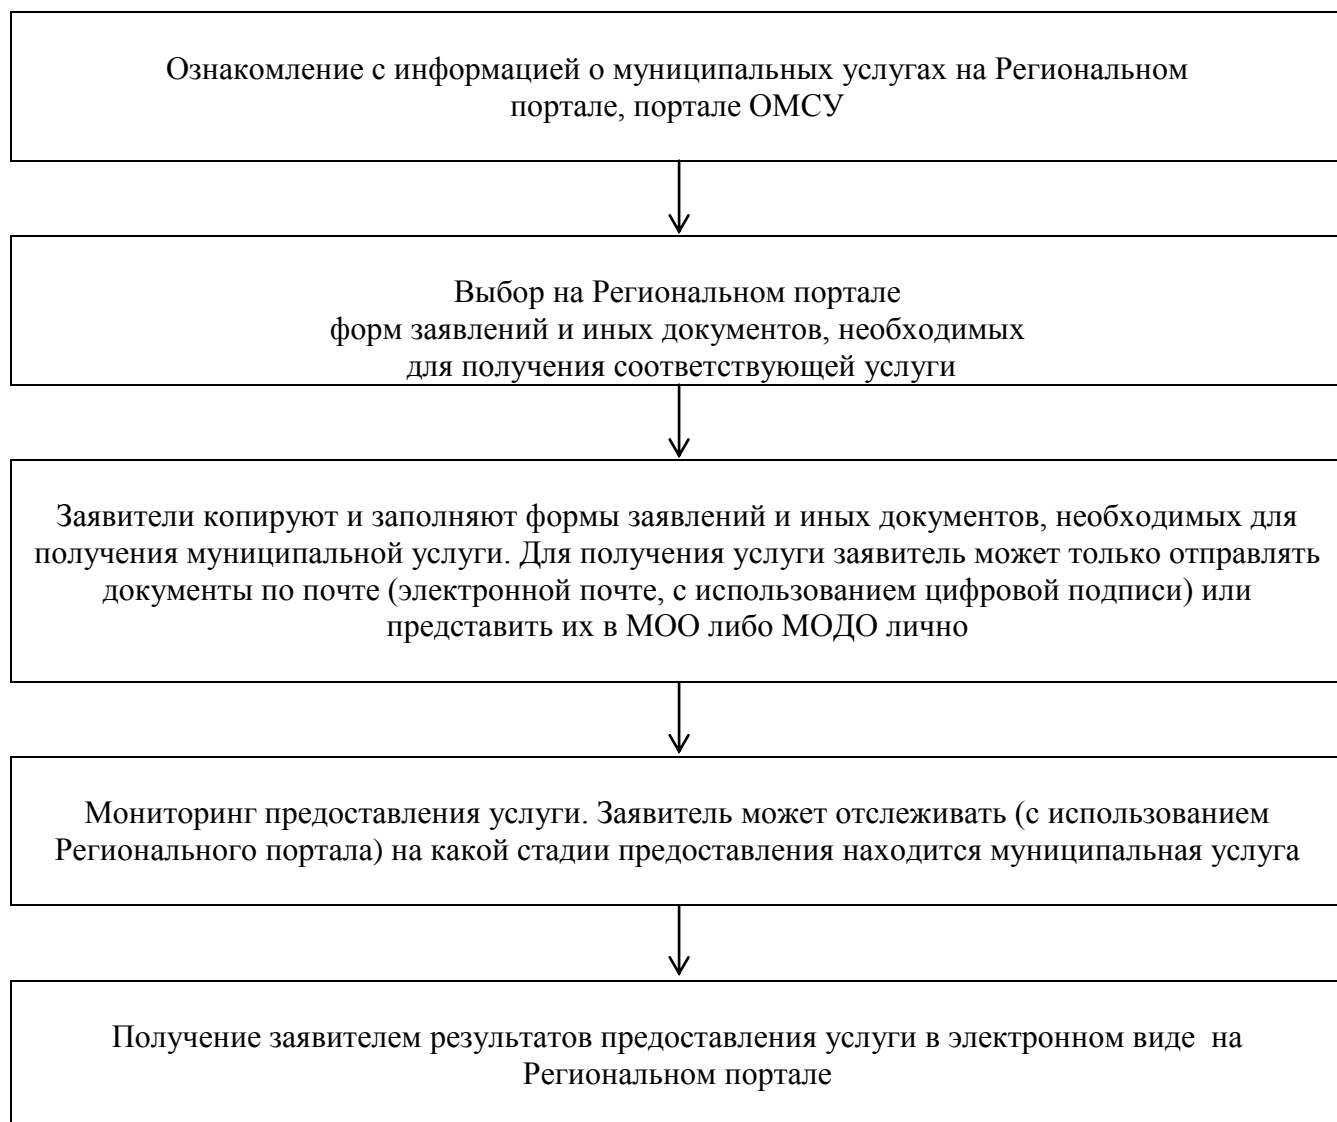 Ознакомление с информацией о муниципальных услугах на Региональном
портале, портале ОМСУ
Выбор на Региональном портале
форм заявлений и иных документов, необходимых
для получения соответствующей услуги
Заявители копируют и заполняют формы заявлений и иных документов, необходимых для
получения муниципальной услуги. Для получения услуги заявитель может только отправлять
документы по почте (электронной почте, с использованием цифровой подписи) или
представить их в МОО либо МОДО лично
Мониторинг предоставления услуги. Заявитель может отслеживать (с использованием
Регионального портала) на какой стадии предоставления находится муниципальная услуга
Получение заявителем результатов предоставления услуги в электронном виде  на
Региональном портале